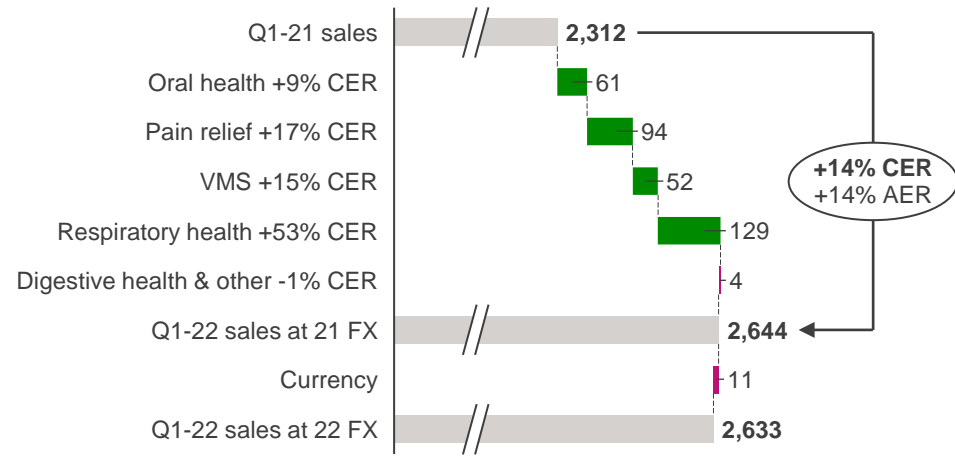 Q1-21 sales 2,312
Oral health +9% CER 61
Pain relief +17% CER 94
VMS +15% CER 52
+14% CER
+14% AER
Respiratory health +53% CER 129
Digestive health & other -1% CER 4
Q1-22 sales at 21 FX 2,644
Currency 11
Q1-22 sales at 22 FX 2,633